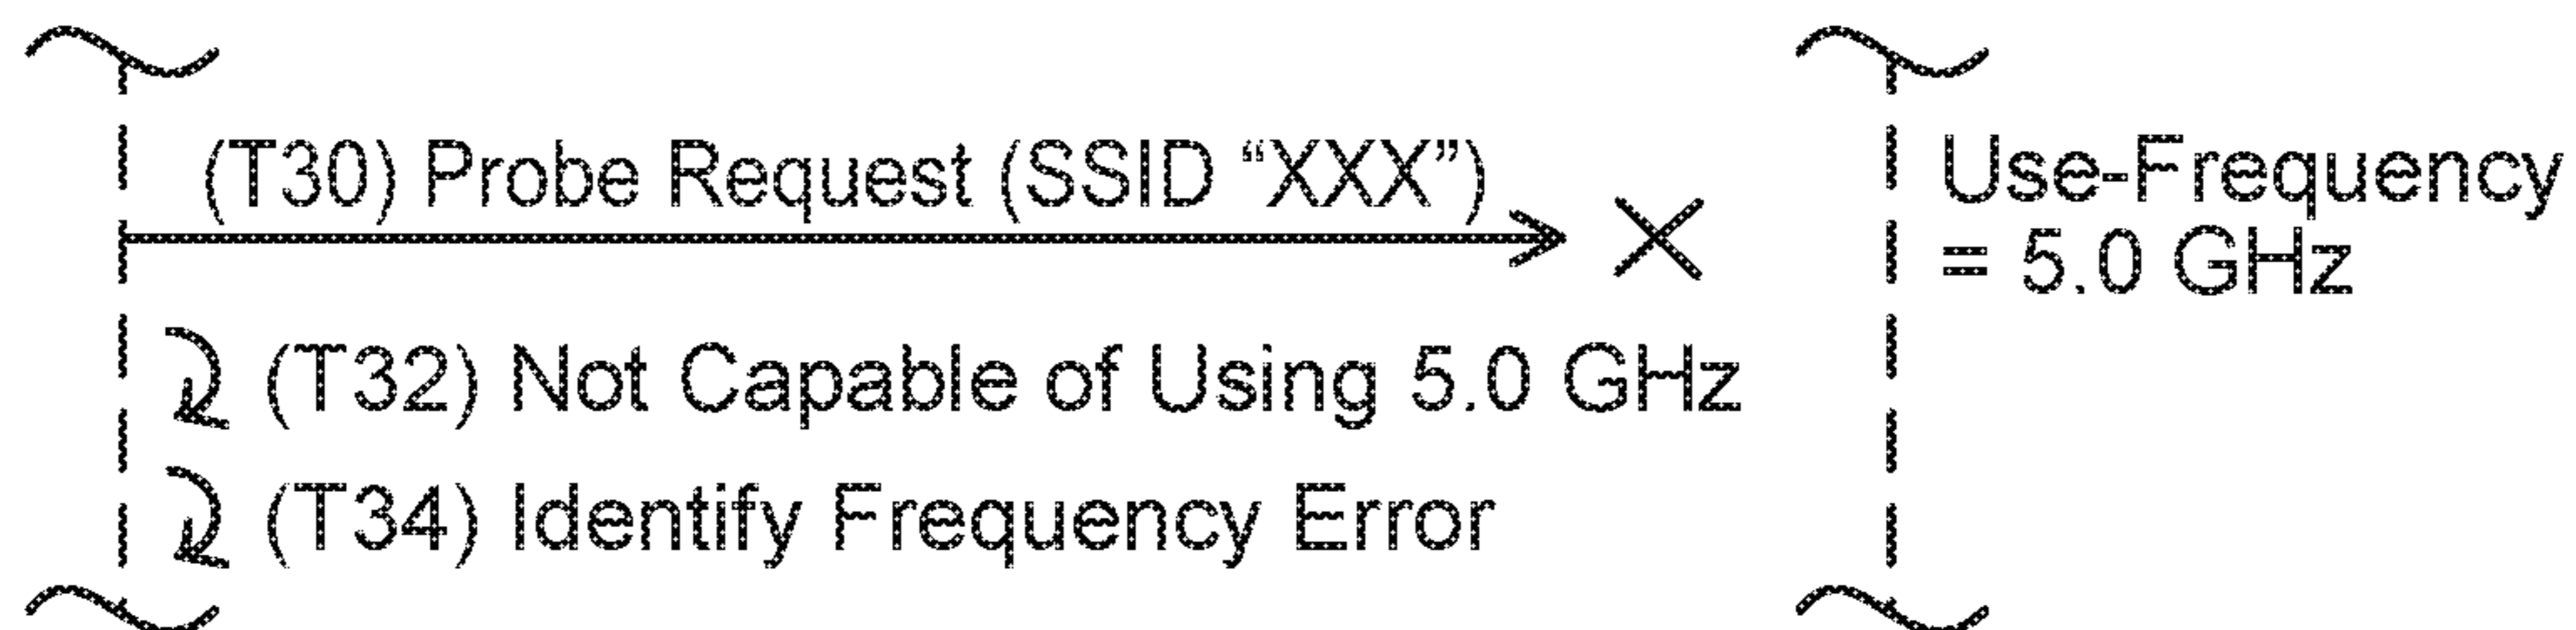 (T30) Probe Request (SSID “XXX”)
Use-Frequency
= 5.0 GHz
(T32) Not Capable of Using 5.0 GHz
(T34) Identify Frequency Error